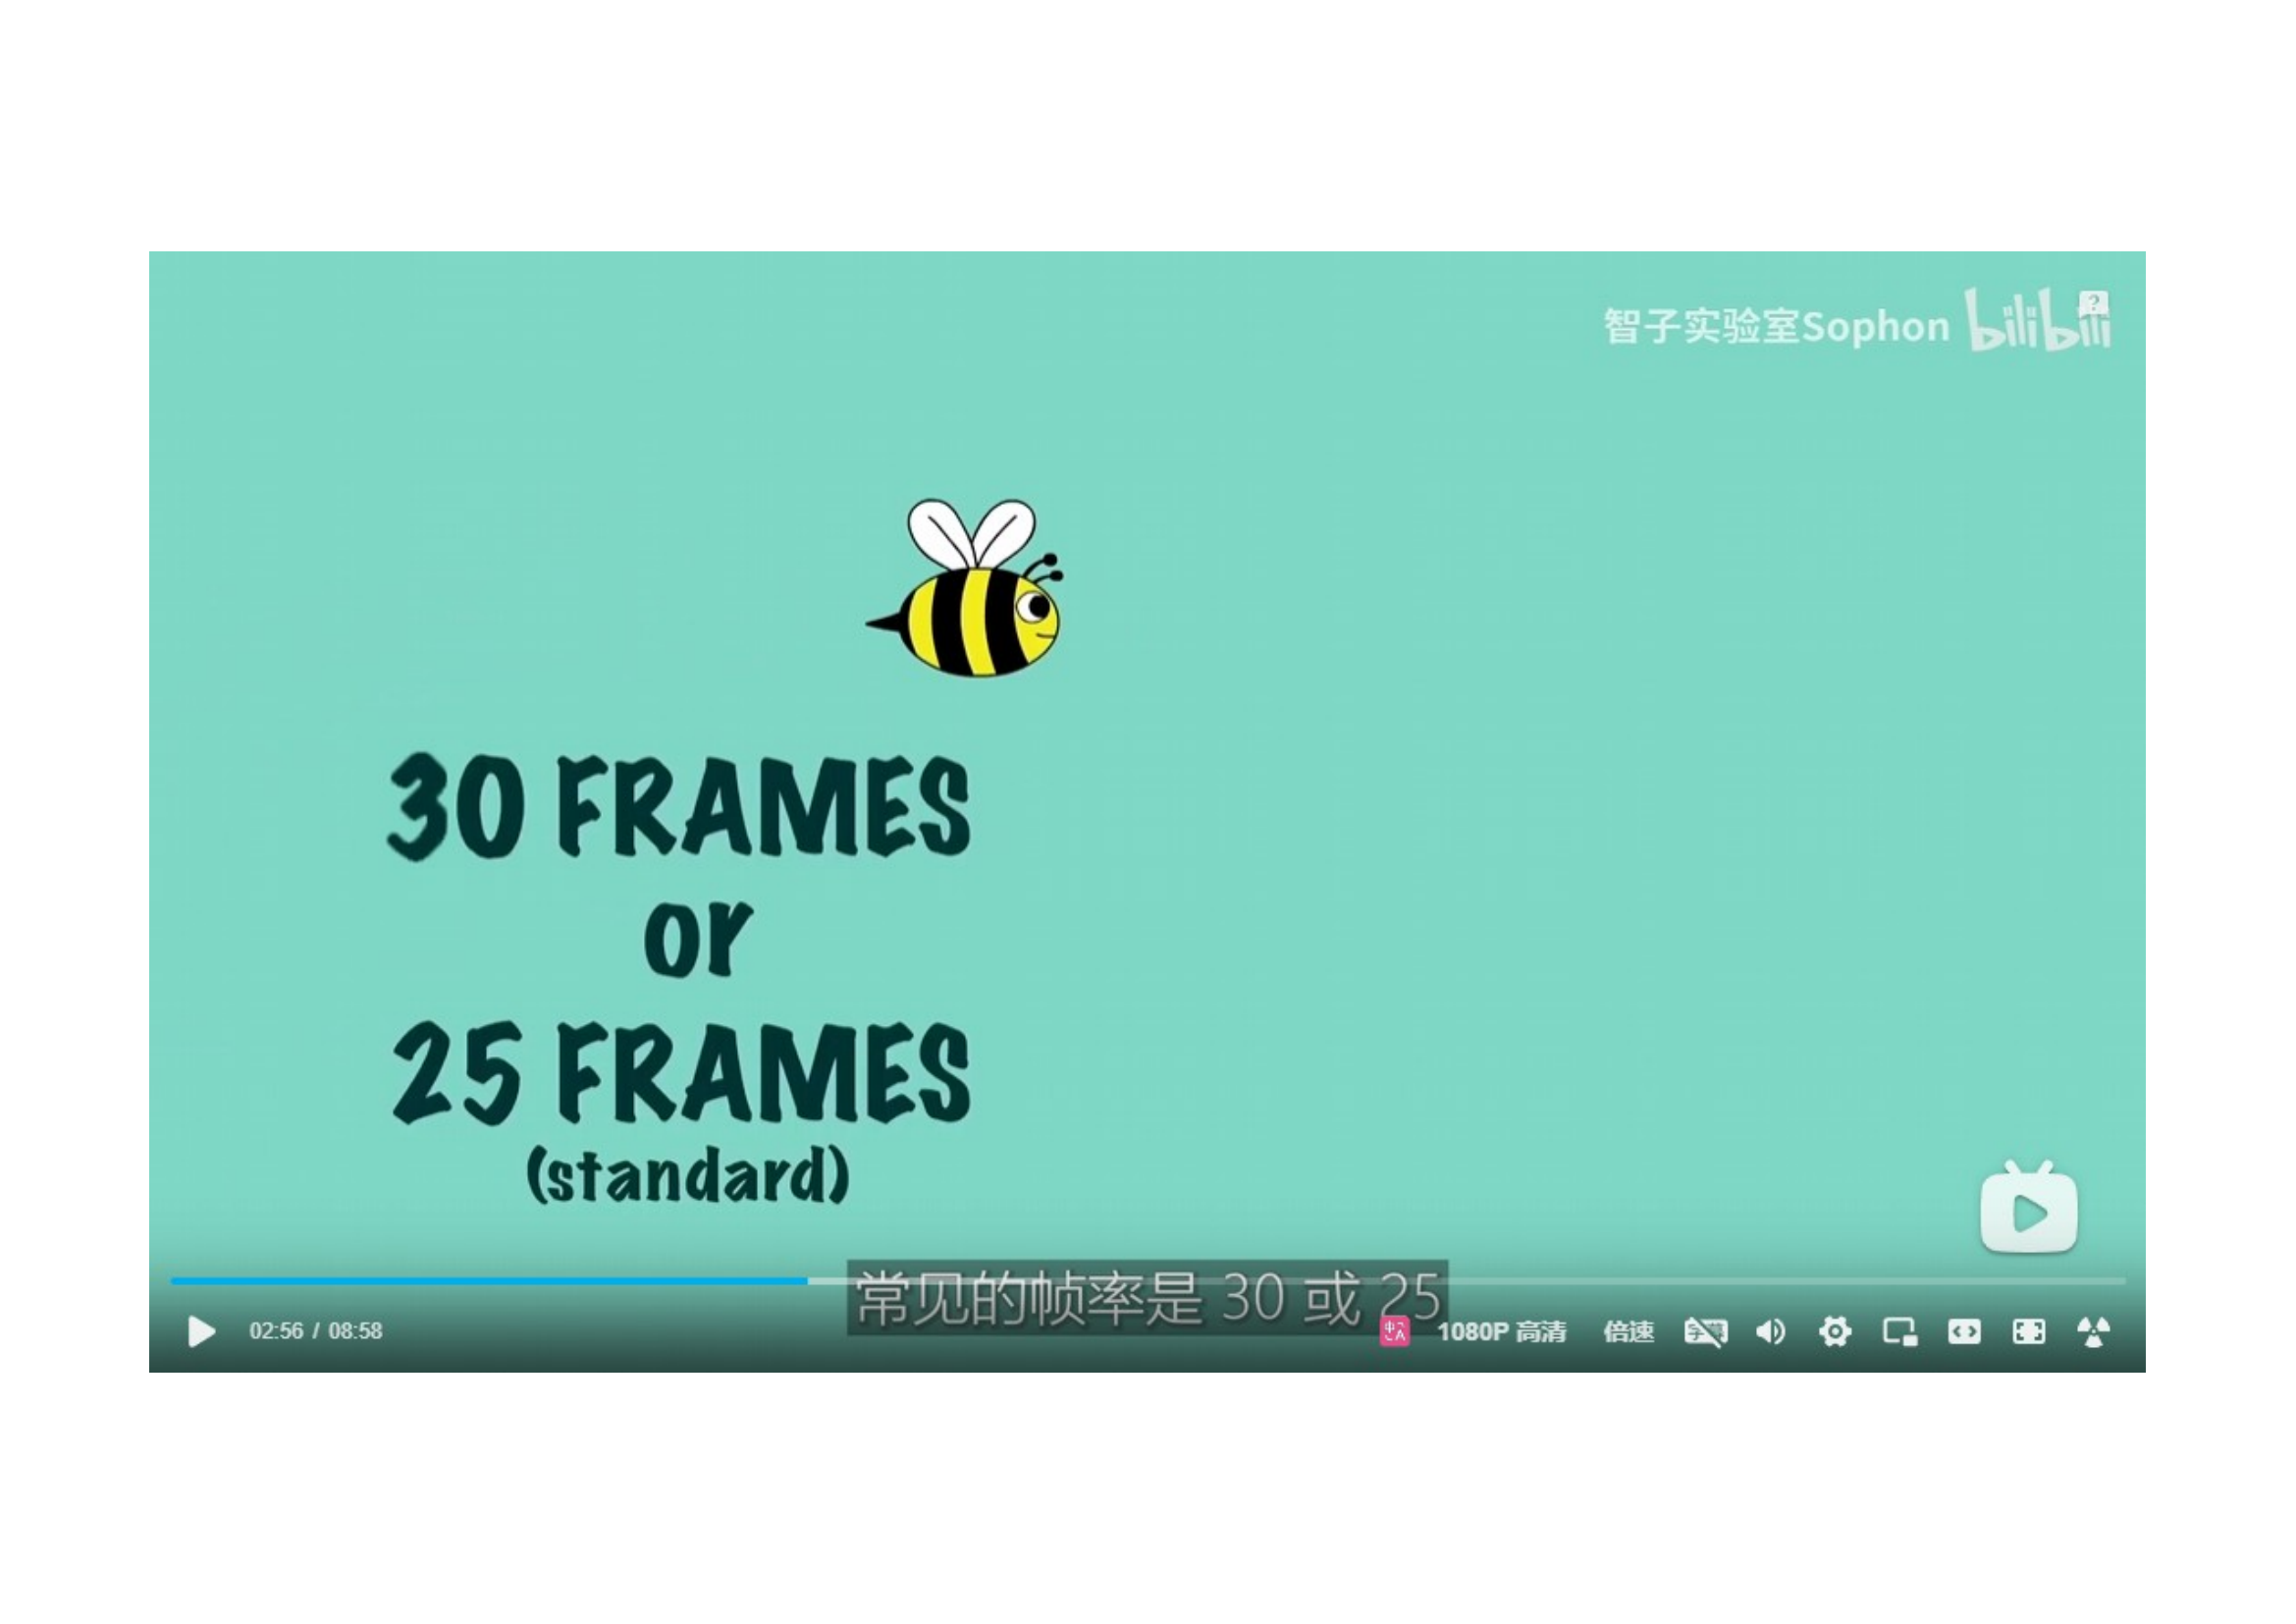 智子实验室Sophon bilibili
30 FRAMES
or
25 FRAMES
(standard)
常见的帧率是 30 或 25
02:56 / 08:58
1080P 高清 倍速